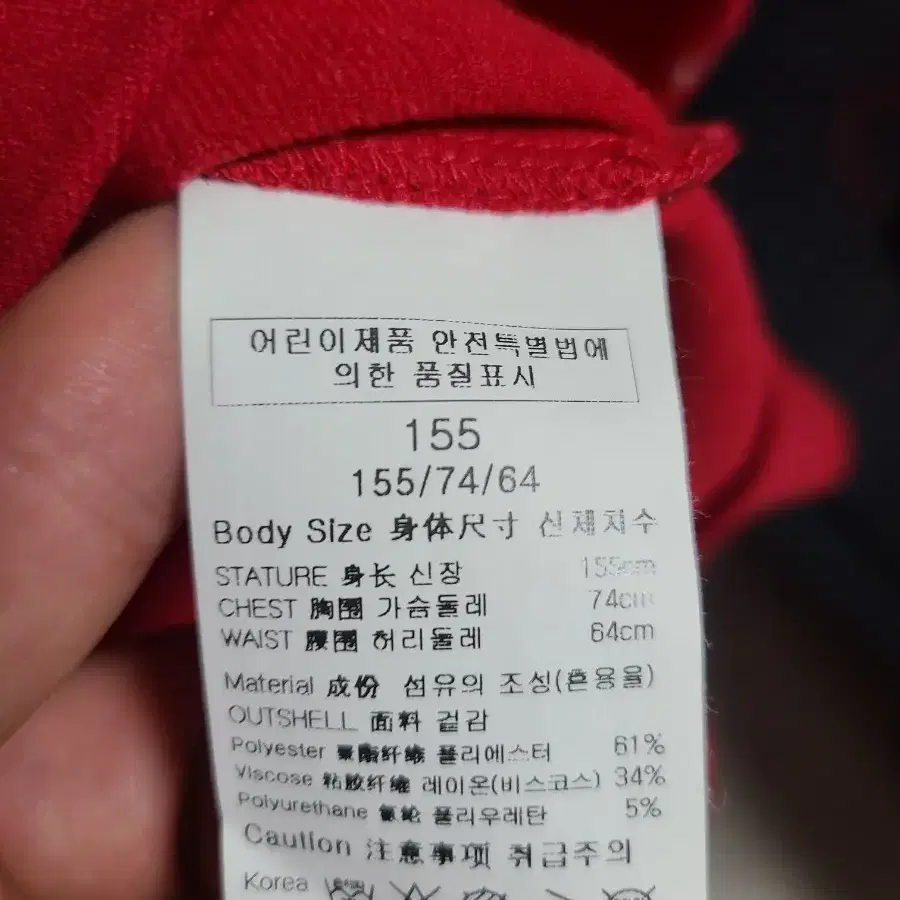 어린이제품 안전특별법에
의한 품질표시
155
155/74/64
Body Size 身体尺寸 신체치수
STATURE 身长 신장 155cm
CHEST 胸围 가슴둘레 74cm
WAIST 腰围 허리둘레 64cm
Material 成份 섬유의 조성(혼용율)
OUTSHELL 面料 겉감
Polyester 聚酯纤维 폴리에스터 61%
Viscose 粘胶纤维 레이온(비스코스) 34%
Polyurethane 氨纶 폴리우레탄 5%
Caution 注意事项 취급주의
Korea